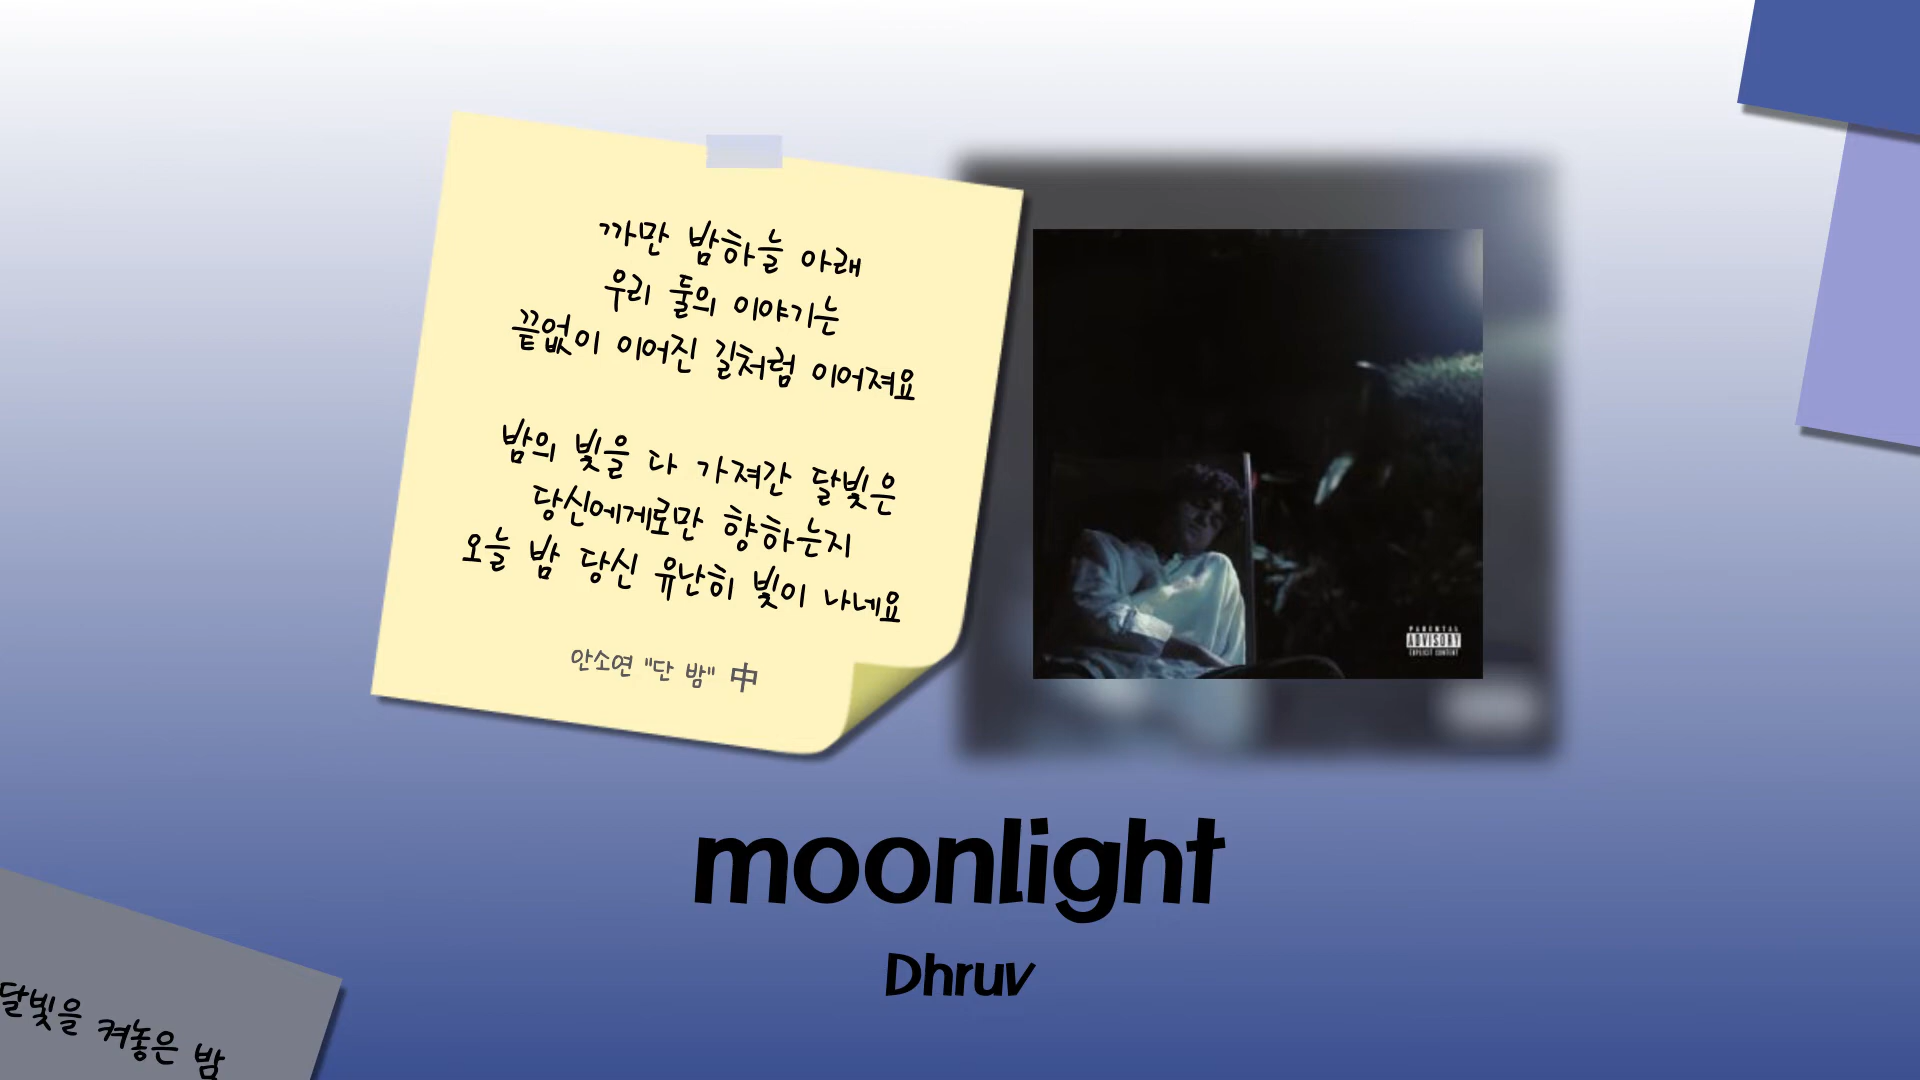 까만 밤하늘 아래
우리 둘의 이야기는
끝없이 이어진 길처럼 이어져요
밤의 빛을 다 가져간 달빛은
당신에게로만 향하는지
오늘 밤 당신 유난히 빛이 나네요
안소연 "단 밤" 中
PARENTAL
ADVISORY
EXPLICIT CONTENT
moonlight
Dhruv
달빛을 켜놓은 밤